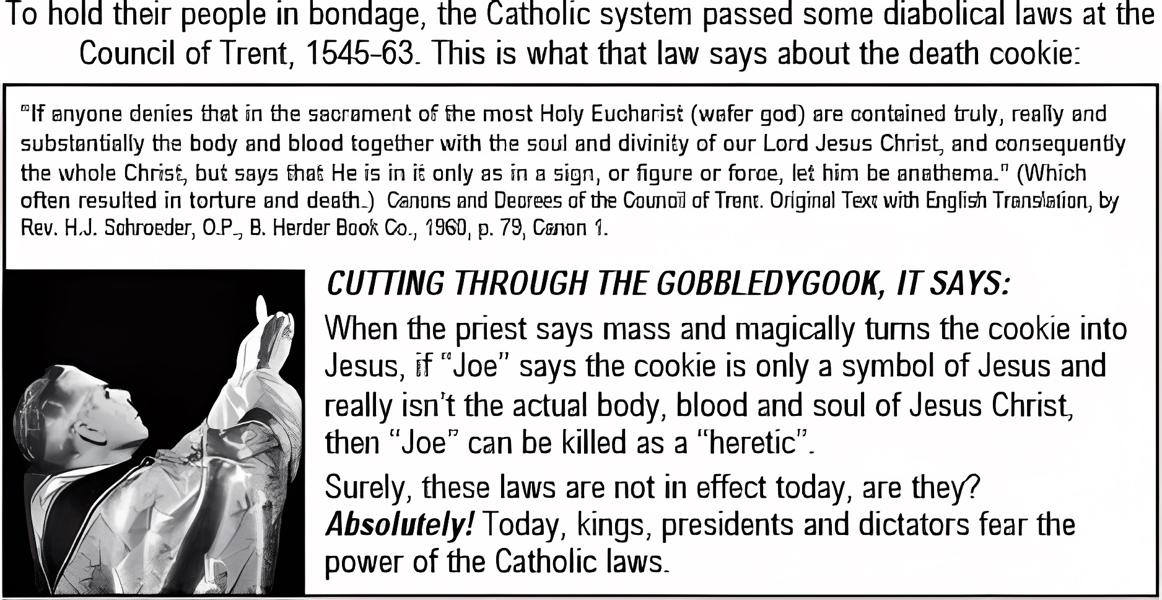 To hold their people in bondage, the Catholic system passed some diabolical laws at the
Council of Trent, 1545-63. This is what that law says about the death cookie:
"If anyone denies that in the sacrament of the most Holy Eucharist (wafer god) are contained truly, really and
substantially the body and blood together with the soul and divinity of our Lord Jesus Christ, and consequently
the whole Christ, but says that He is in it only as in a sign, or figure or force, let him be anathema." (Which
often resulted in torture and death.) Canons and Decrees of the Council of Trent. Original Text with English Translation, by
Rev. H.J. Schroeder, O.P., B. Herder Book Co., 1960, p. 79, Canon 1.
CUTTING THROUGH THE GOBBLEDYGOOK, IT SAYS:
When the priest says mass and magically turns the cookie into
Jesus, if "Joe" says the cookie is only a symbol of Jesus and
really isn't the actual body, blood and soul of Jesus Christ,
then "Joe" can be killed as a "heretic".
Surely, these laws are not in effect today, are they?
Absolutely! Today, kings, presidents and dictators fear the
power of the Catholic laws.